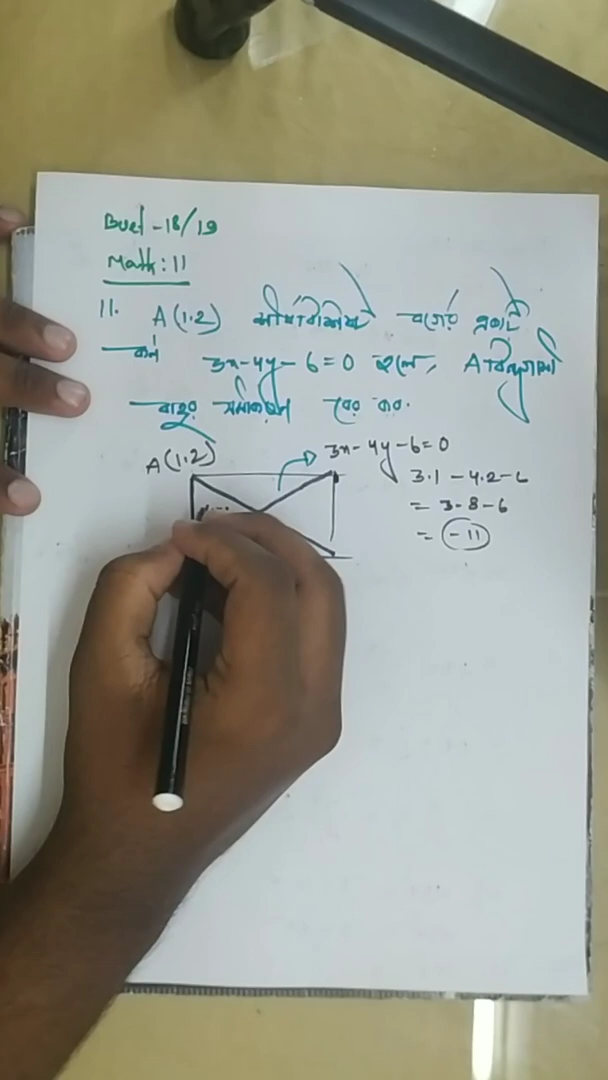 Buet - 18/19
Math : 11
11. A(1.2) শীর্ষবিশিষ্ট বর্গের একটি
কর্ণ 3x-4y-6=0 হলে, A বিন্দুগামী
বাহুর সমীকরণ বের কর.
A(1.2)
3x-4y-6=0
3.1-4.2-6
= 3-8-6
= -11